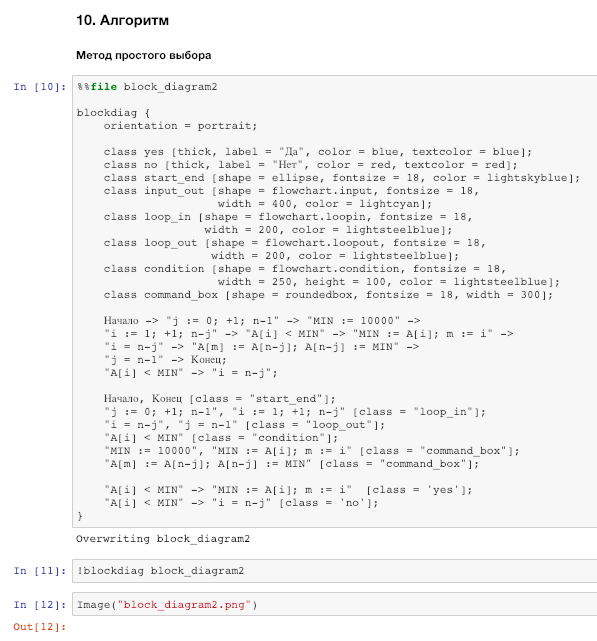 10. Алгоритм
Метод простого выбора
In [10]: %%file block_diagram2
blockdiag {
orientation = portrait;
class yes [thick, label = "Да", color = blue, textcolor = blue];
class no [thick, label = "Нет", color = red, textcolor = red];
class start_end [shape = ellipse, fontsize = 18, color = lightskyblue];
class input_out [shape = flowchart.input, fontsize = 18,
width = 400, color = lightcyan];
class loop_in [shape = flowchart.loopin, fontsize = 18,
width = 200, color = lightsteelblue];
class loop_out [shape = flowchart.loopout, fontsize = 18,
width = 200, color = lightsteelblue];
class condition [shape = flowchart.condition, fontsize = 18,
width = 250, height = 100, color = lightsteelblue];
class command_box [shape = roundedbox, fontsize = 18, width = 300];
Начало -> "j := 0; +1; n-1" -> "MIN := 10000" ->
"i := 1; +1; n-j" -> "A[i] < MIN" -> "MIN := A[i]; m := i" ->
"i = n-j" -> "A[m] := A[n-j]; A[n-j] := MIN" ->
"j = n-1" -> Конец;
"A[i] < MIN" -> "i = n-j";
Начало, Конец [class = "start_end"];
"j := 0; +1; n-1", "i := 1; +1; n-j" [class = "loop_in"];
"i = n-j", "j = n-1" [class = "loop_out"];
"A[i] < MIN" [class = "condition"];
"MIN := 10000", "MIN := A[i]; m := i" [class = "command_box"];
"A[m] := A[n-j]; A[n-j] := MIN" [class = "command_box"];
"A[i] < MIN" -> "MIN := A[i]; m := i"  [class = 'yes'];
"A[i] < MIN" -> "i = n-j" [class = 'no'];
}
Overwriting block_diagram2
In [11]: !blockdiag block_diagram2
In [12]: Image("block_diagram2.png")
Out[12]: